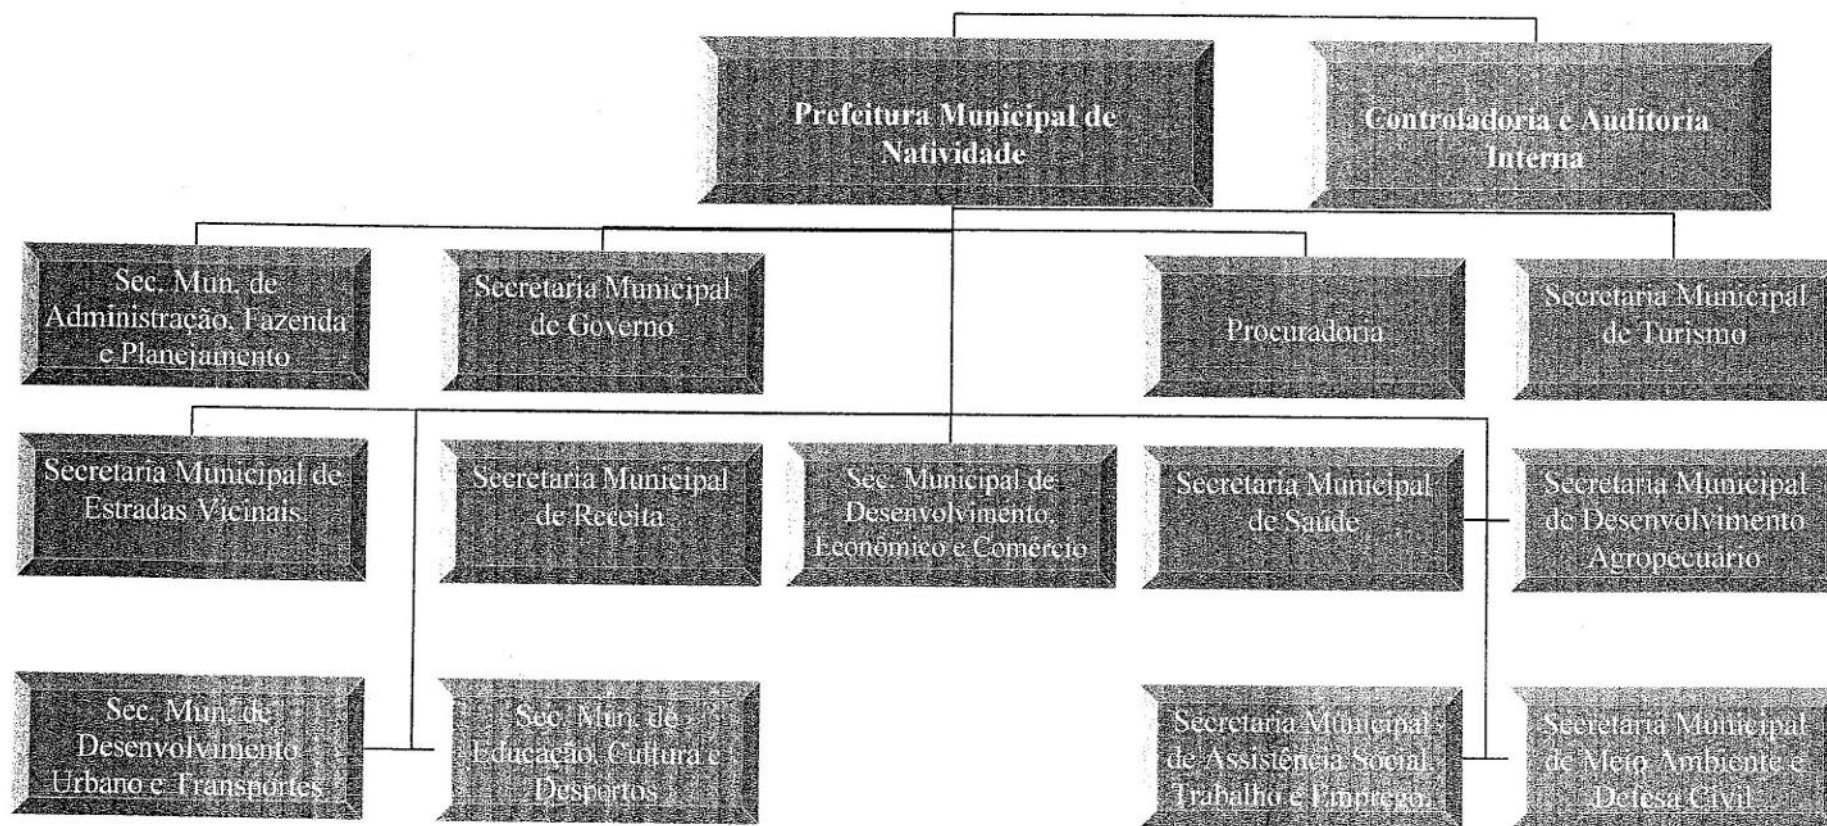 Prefeitura Municipal de
Natividade
Controladoria e Auditoria
Interna
Sec. Mun. de
Administração, Fazenda
e Planejamento
Secretaria Municipal
de Governo
Procuradoria
Secretaria Municipal
de Turismo
Secretaria Municipal de
Estradas Vicinais
Secretaria Municipal
de Receita
Sec. Municipal de
Desenvolvimento,
Econômico e Comércio
Secretaria Municipal
de Saúde
Secretaria Municipal
de Desenvolvimento
Agropecuário
Sec. Mun. de
Desenvolvimento
Urbano e Transportes
Sec. Mun. de
Educação, Cultura e
Desportos
Secretaria Municipal
de Assistência Social,
Trabalho e Emprego.
Secretaria Municipal
de Meio Ambiente e
Defesa Civil